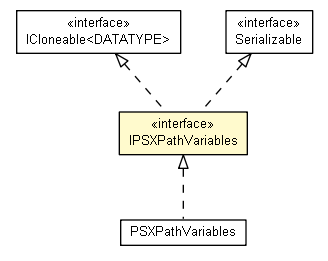 «interface»
ICloneable<DATATYPE>
«interface»
Serializable
«interface»
IPSXPathVariables
PSXPathVariables